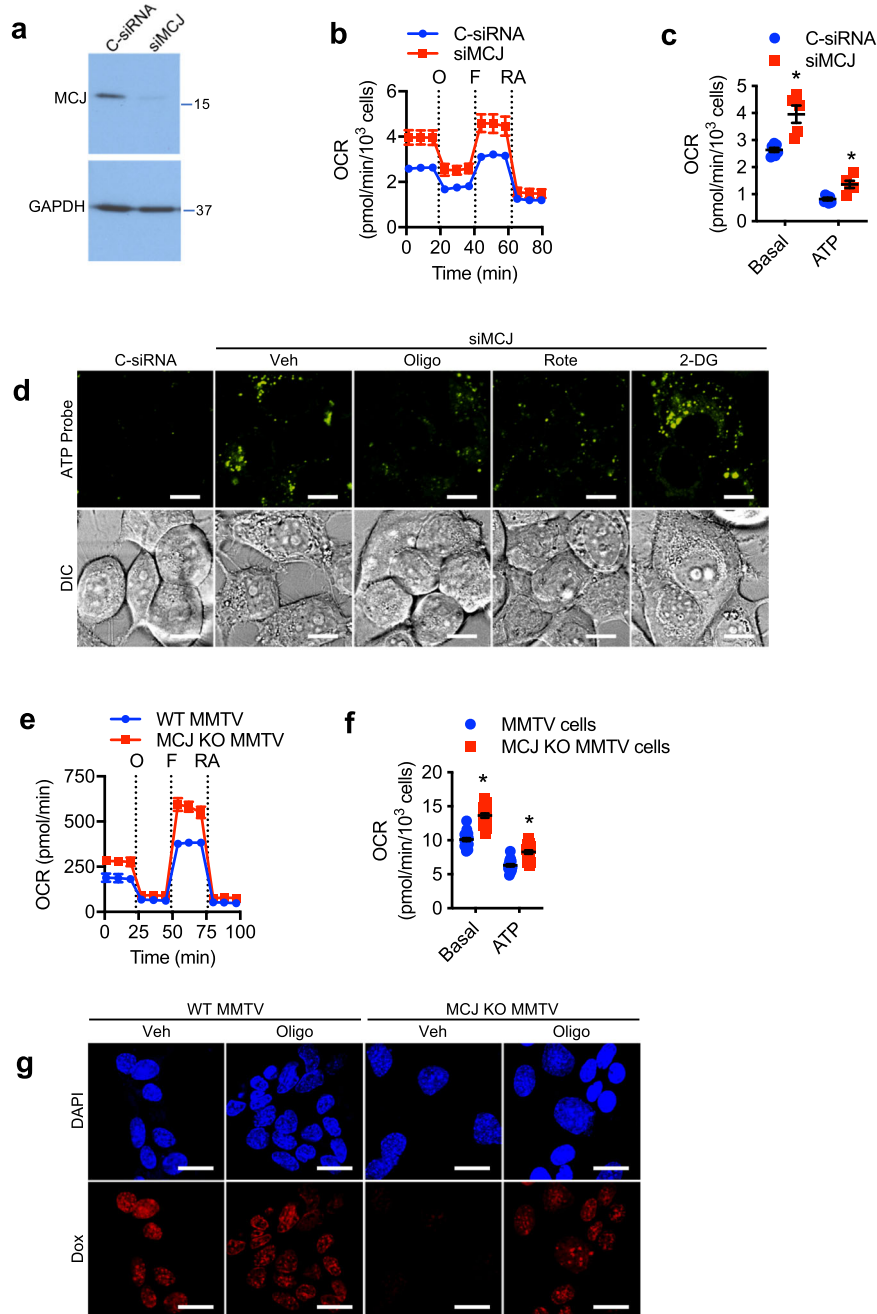 a
C-siRNA
siMCJ
MCJ
15
GAPDH
37
b
C-siRNA
siMCJ
O F RA
OCR
(pmol/min/10³ cells)
6
4
2
0
0 20 40 60 80
Time (min)
c
C-siRNA
siMCJ
OCR
(pmol/min/10³ cells)
5
4
3
2
1
0
*
*
Basal
ATP
siMCJ
C-siRNA Veh Oligo Rote 2-DG
d
ATP Probe
DIC
e
WT MMTV
MCJ KO MMTV
O F RA
OCR (pmol/min)
750
500
250
0
0 25 50 75 100
Time (min)
f
MMTV cells
MCJ KO MMTV cells
OCR
(pmol/min/10³ cells)
20
15
10
5
0
*
*
Basal
ATP
WT MMTV MCJ KO MMTV
Veh Oligo Veh Oligo
g
DAPI
Dox